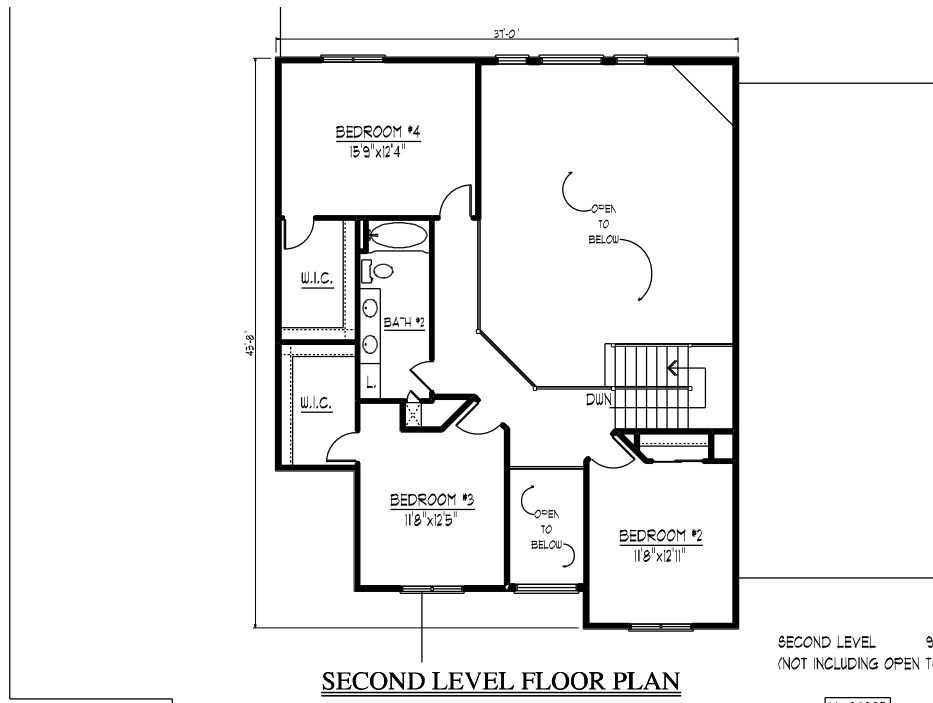 37'-0"
BEDROOM #4
15'9"x12'4"
OPEN
TO
BELOW
W.I.C.
BATH #2
43'-8"
L.
W.I.C.
DWN
BEDROOM #3
11'8"x12'5"
OPEN
TO
BELOW
BEDROOM #2
11'8"x12'11"
SECOND LEVEL 9
(NOT INCLUDING OPEN T
SECOND LEVEL FLOOR PLAN